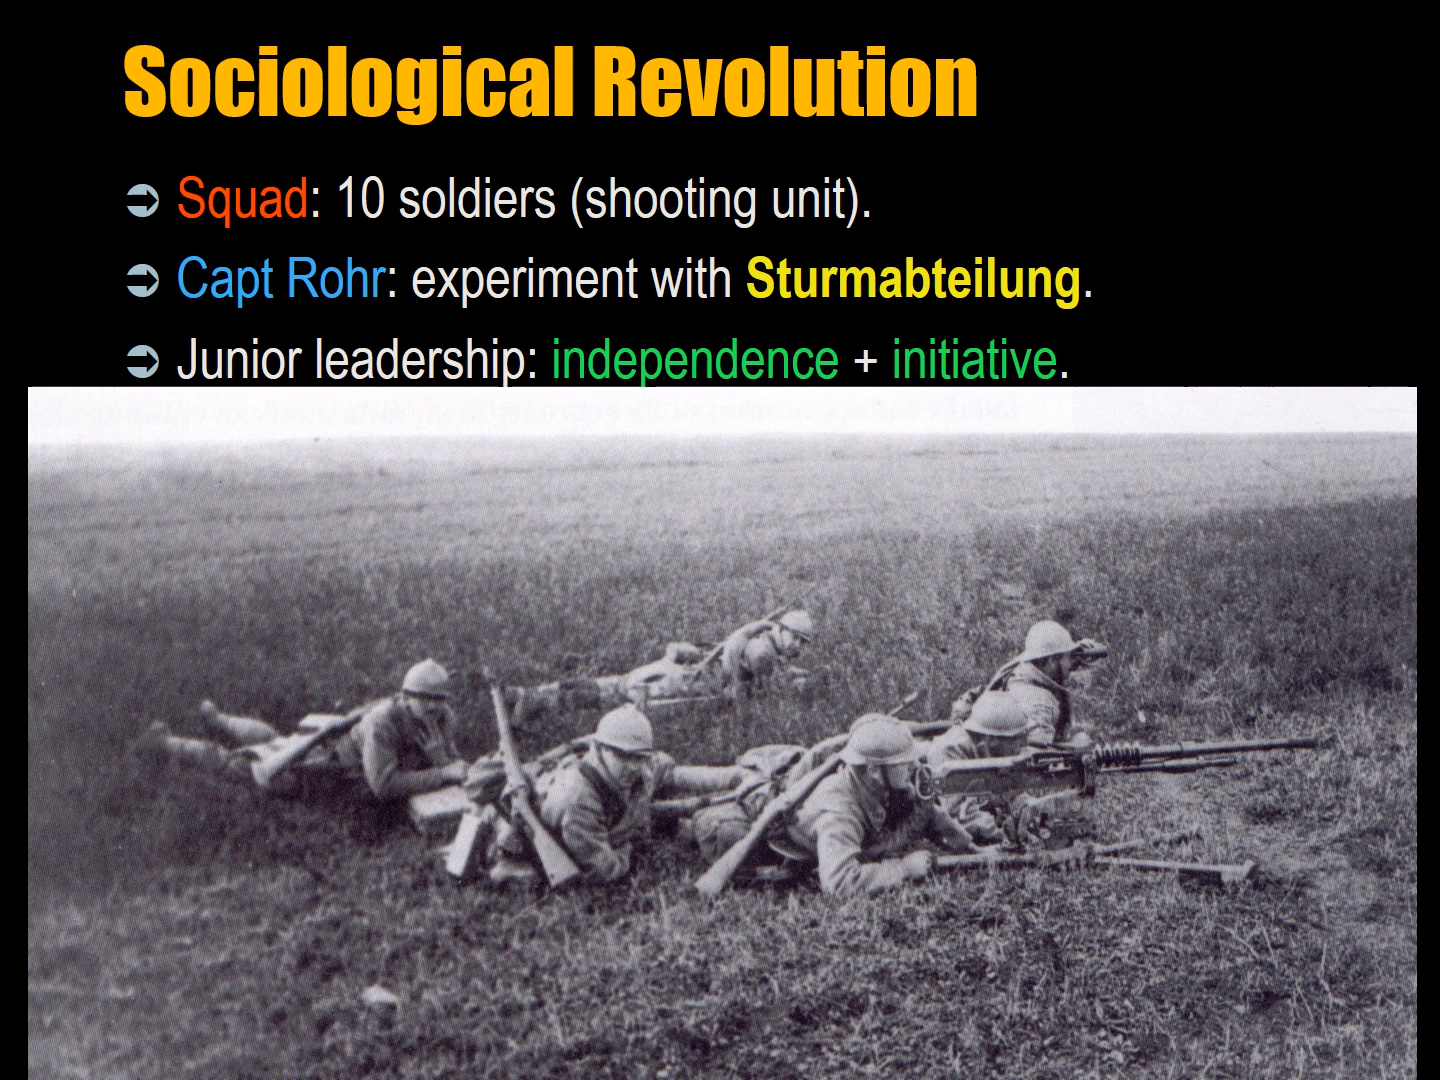 Sociological Revolution
Squad: 10 soldiers (shooting unit).
Capt Rohr: experiment with Sturmabteilung.
Junior leadership: independence + initiative.